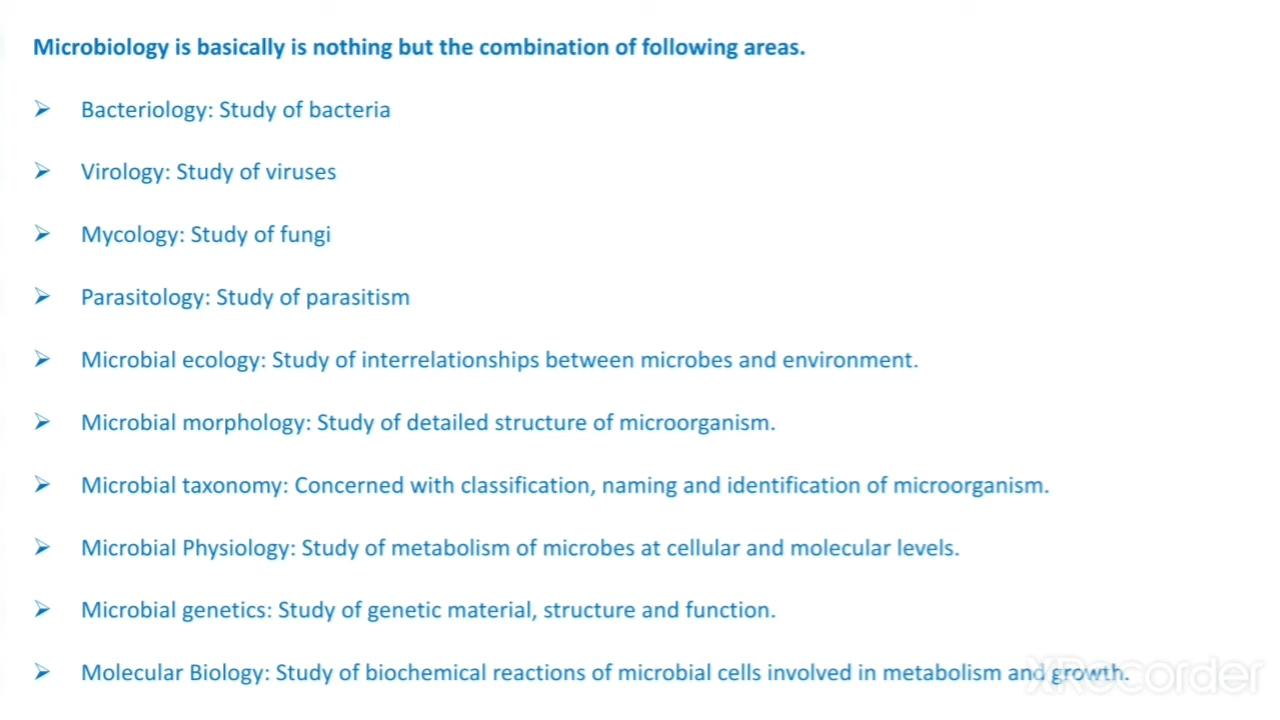 Microbiology is basically is nothing but the combination of following areas.
Bacteriology: Study of bacteria
Virology: Study of viruses
Mycology: Study of fungi
Parasitology: Study of parasitism
Microbial ecology: Study of interrelationships between microbes and environment.
Microbial morphology: Study of detailed structure of microorganism.
Microbial taxonomy: Concerned with classification, naming and identification of microorganism.
Microbial Physiology: Study of metabolism of microbes at cellular and molecular levels.
Microbial genetics: Study of genetic material, structure and function.
Molecular Biology: Study of biochemical reactions of microbial cells involved in metabolism and growth.
XRecorder